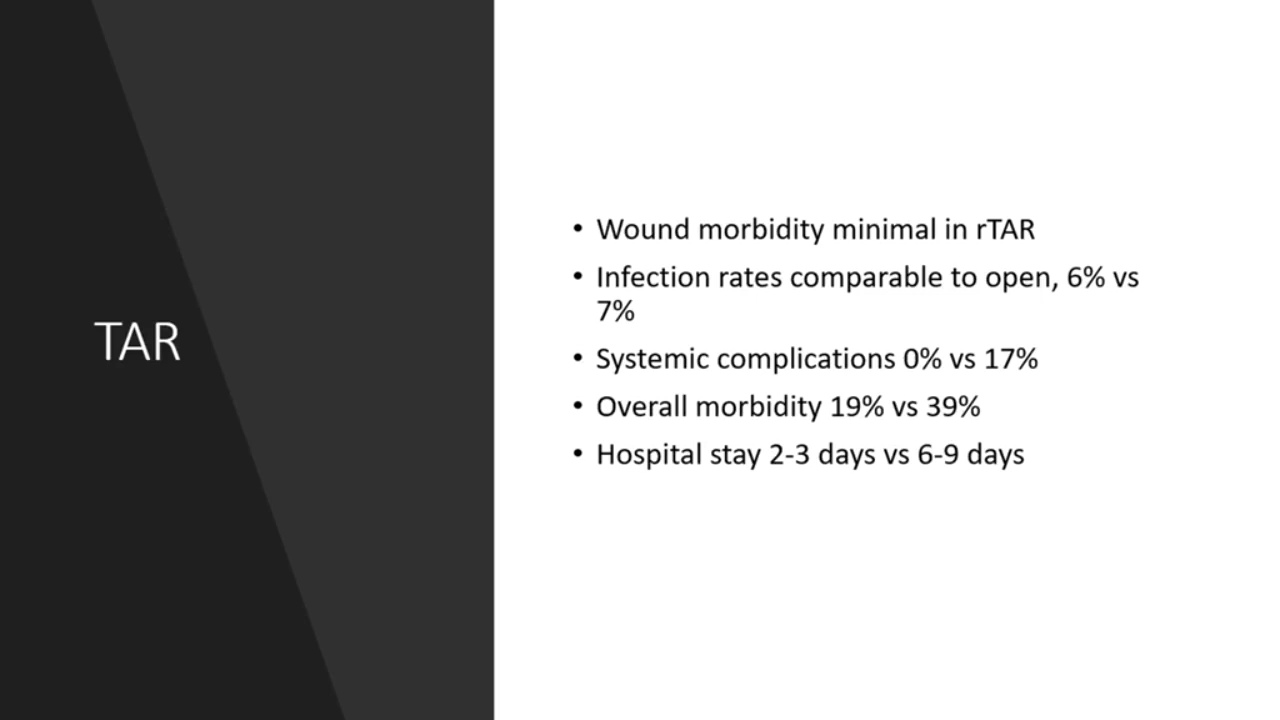 TAR
• Wound morbidity minimal in rTAR
• Infection rates comparable to open, 6% vs
7%
• Systemic complications 0% vs 17%
• Overall morbidity 19% vs 39%
• Hospital stay 2-3 days vs 6-9 days